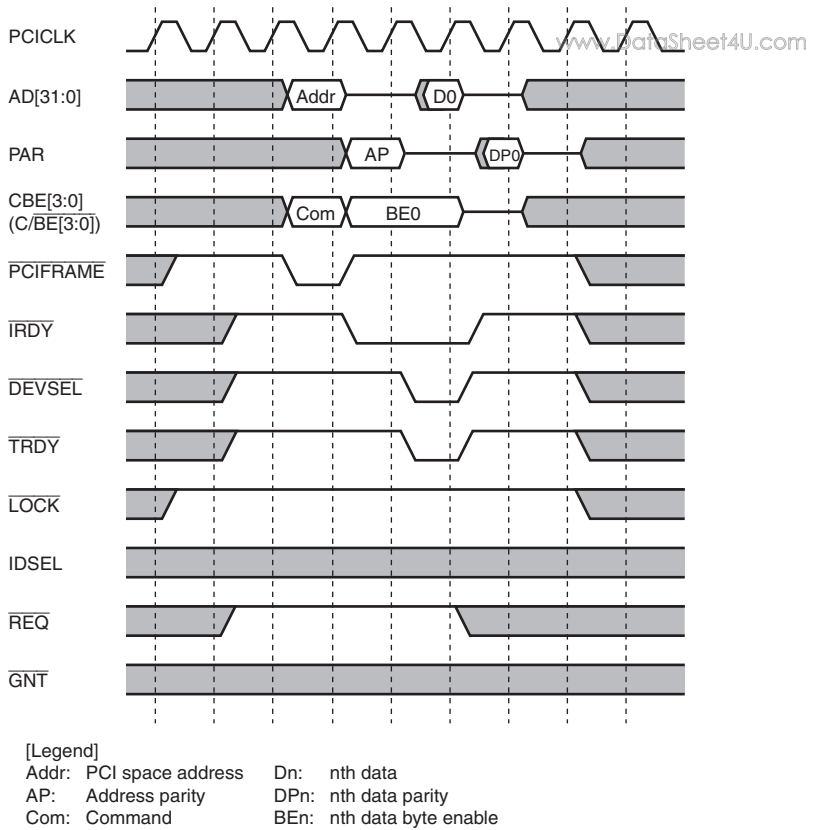 PCICLK
www.DataSheet4U.com
AD[31:0]
Addr
D0
PAR
AP
DP0
CBE[3:0]
(C/BE[3:0])
Com
BE0
PCIFRAME
IRDY
DEVSEL
TRDY
LOCK
IDSEL
REQ
GNT
[Legend]
Addr: PCI space address Dn: nth data
AP: Address parity DPn: nth data parity
Com: Command BEn: nth data byte enable